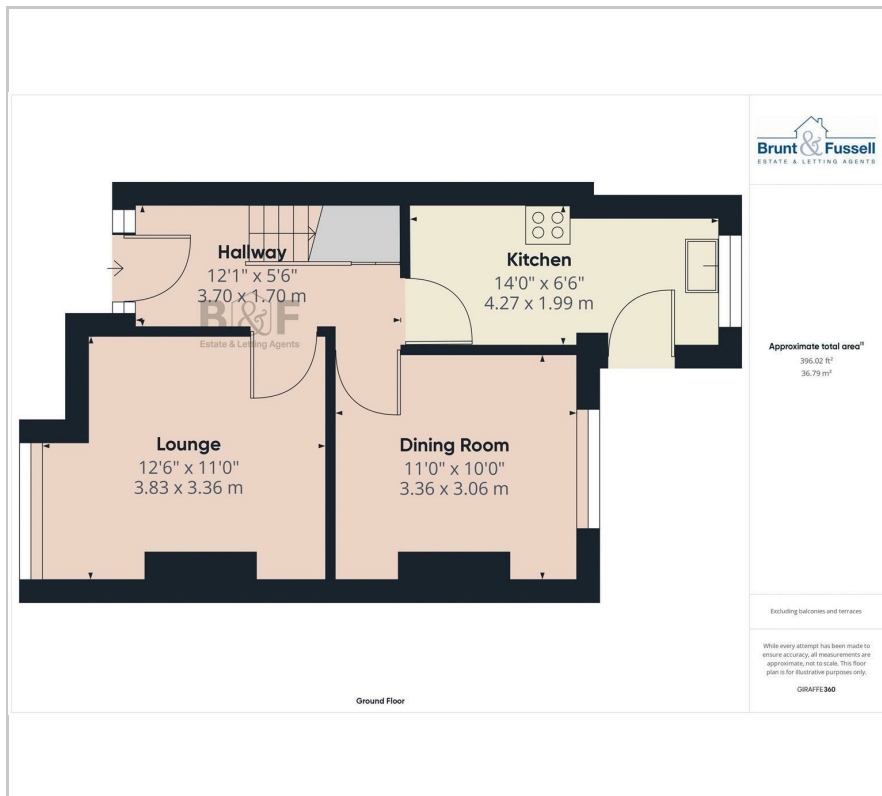 Brunt & Fussell
ESTATE & LETTING AGENTS
Hallway
12'1" x 5'6"
3.70 x 1.70 m
Kitchen
14'0" x 6'6"
4.27 x 1.99 m
B&F
Estate & Letting Agents
Lounge
12'6" x 11'0"
3.83 x 3.36 m
Dining Room
11'0" x 10'0"
3.36 x 3.06 m
Ground Floor
Approximate total area⁽¹⁾
396.02 ft²
36.79 m²
Excluding balconies and terraces
While every attempt has been made to
ensure accuracy, all measurements are
approximate, not to scale. This floor
plan is for illustrative purposes only.
GIRAFFE360